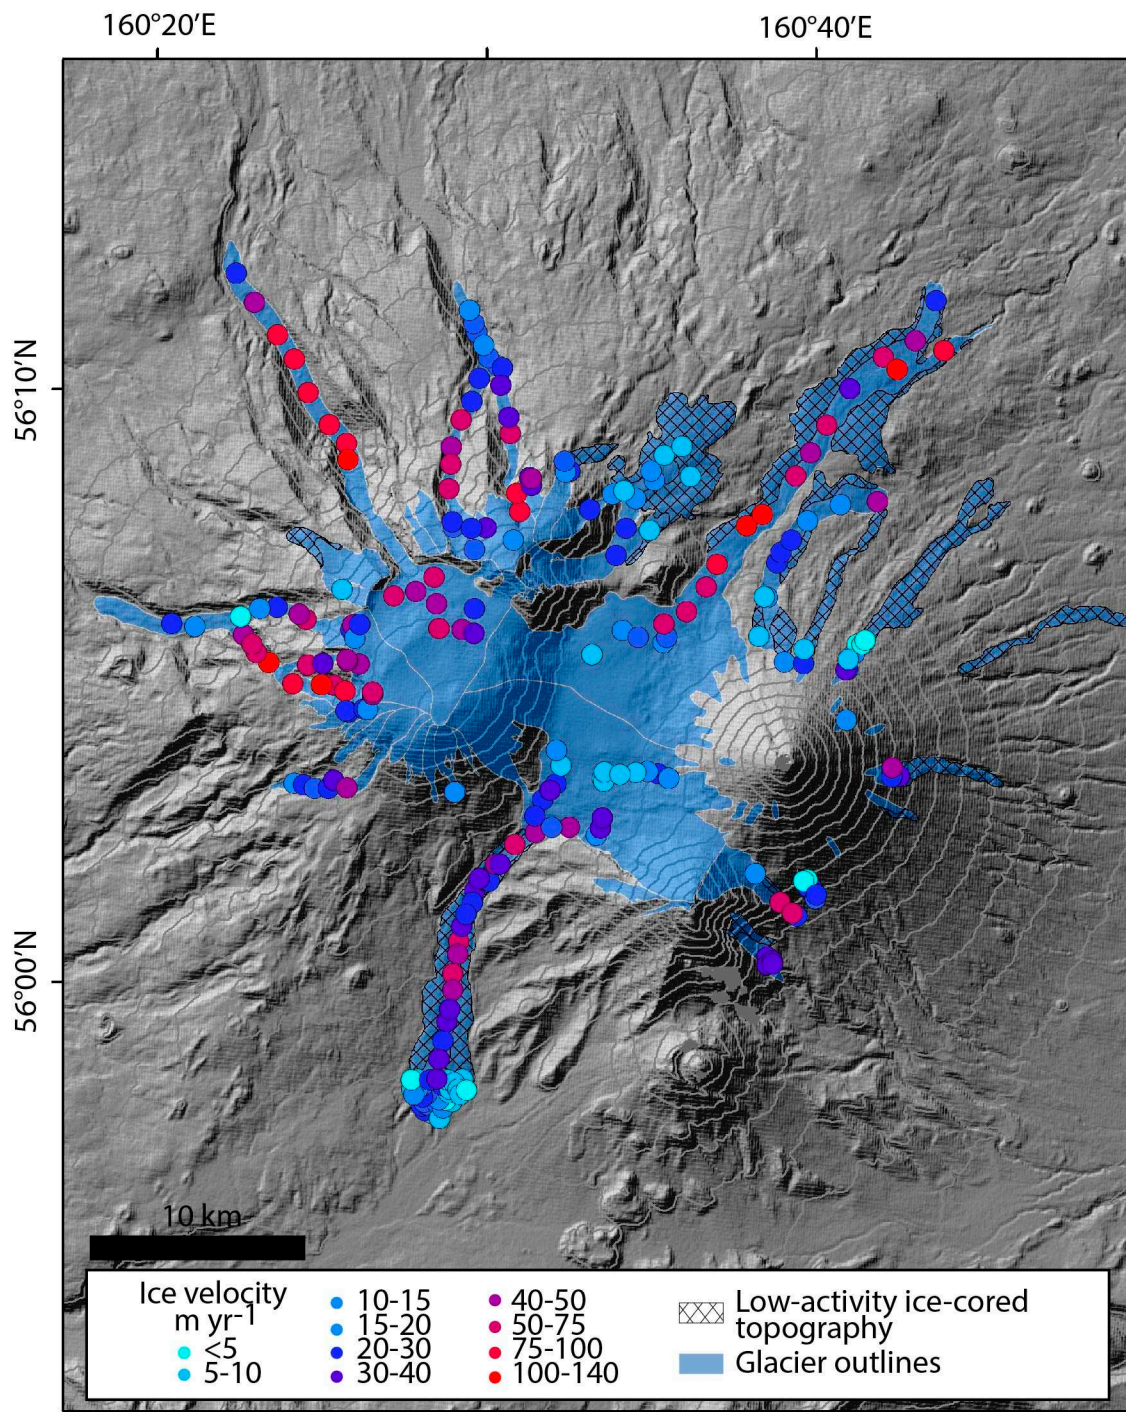 160°20′E
160°40′E
56°10′N
56°00′N
10 km
Ice velocity
m yr-1
<5
5-10
10-15
15-20
20-30
30-40
40-50
50-75
75-100
100-140
Low-activity ice-cored
topography
Glacier outlines